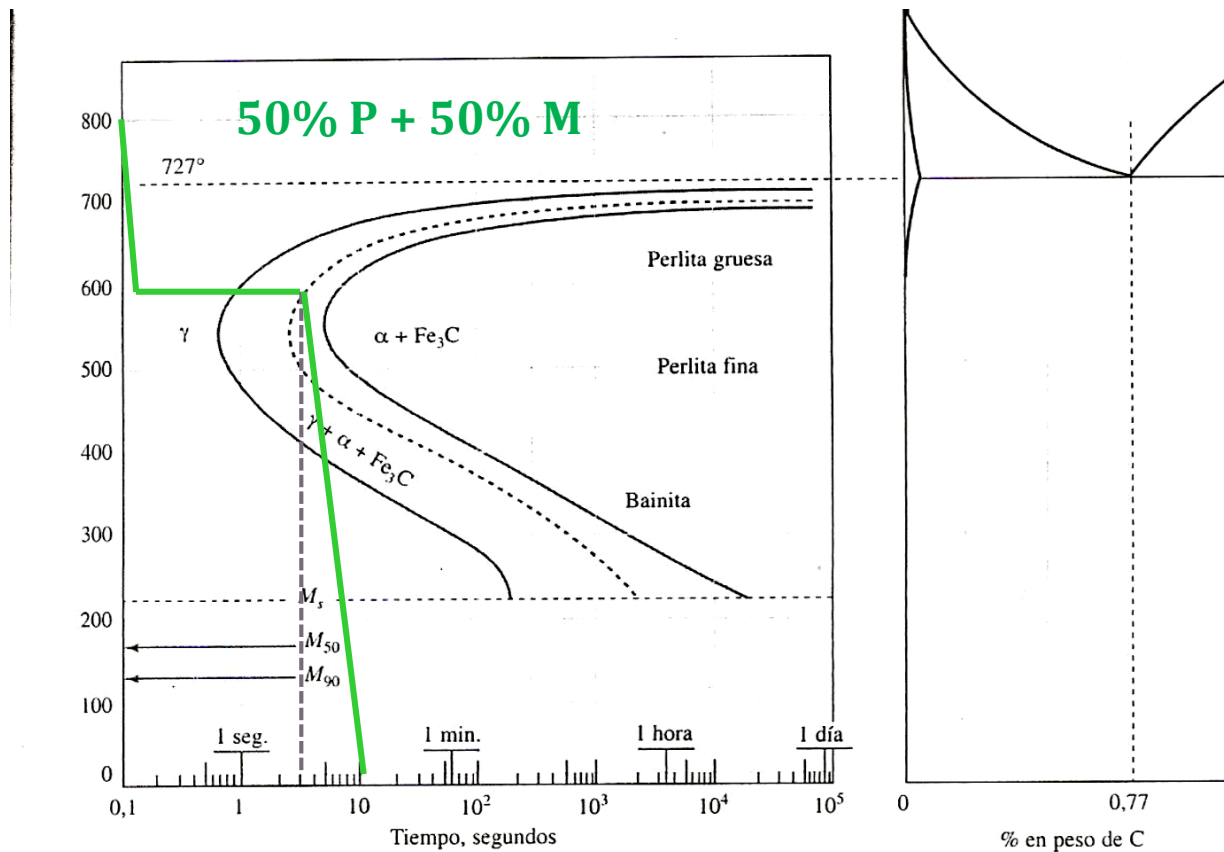 50% P + 50% M
800
727°
700
Perlita gruesa
600
γ
α + Fe₃C
500
Perlita fina
γ + α + Fe₃C
400
Bainita
300
Mₛ
200
M₅₀
M₉₀
100
1 seg.
1 min.
1 hora
1 día
0
0,1
1
10
10²
10³
10⁴
10⁵
Tiempo, segundos
0
0,77
% en peso de C